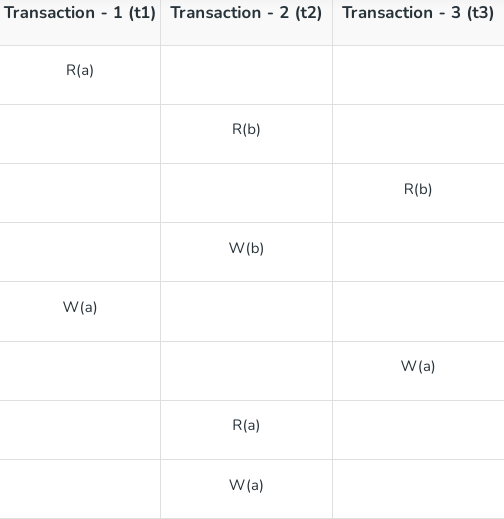 Transaction - 1 (t1) Transaction - 2 (t2) Transaction - 3 (t3)
R(a)
R(b)
R(b)
W(b)
W(a)
W(a)
R(a)
W(a)